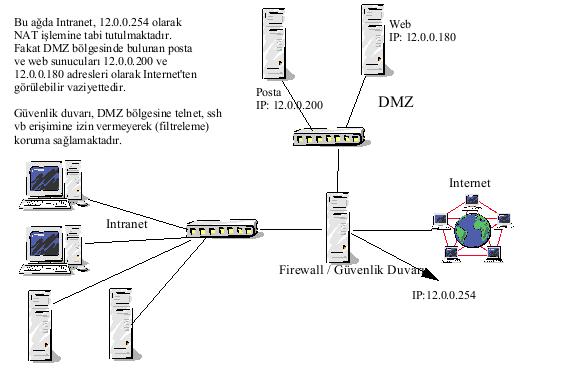 Bu ağda Intranet, 12.0.0.254 olarak
NAT işlemine tabi tutulmaktadır.
Fakat DMZ bölgesinde bulunan posta
ve web sunucuları 12.0.0.200 ve
12.0.0.180 adresleri olarak Internet'ten
görülebilir vaziyettedir.
Güvenlik duvarı, DMZ bölgesine telnet, ssh
vb erişimine izin vermeyerek (filtreleme)
koruma sağlamaktadır.
Web
IP: 12.0.0.180
Posta
IP: 12.0.0.200
DMZ
Internet
Intranet
Firewall / Güvenlik Duvarı
IP:12.0.0.254